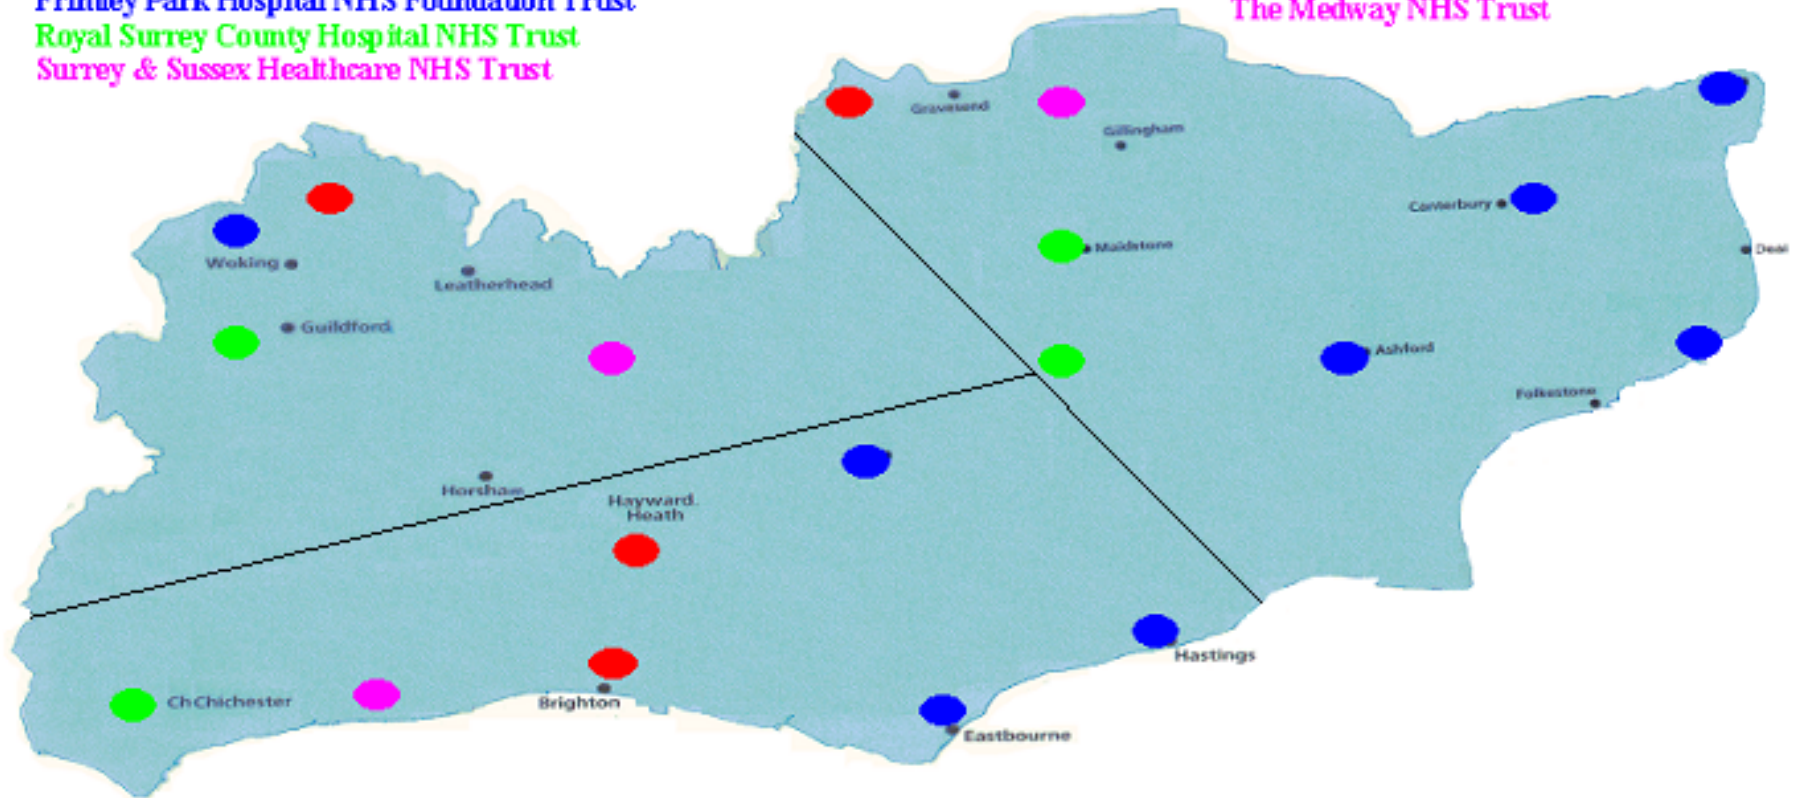 Frimley Park Hospital NHS Foundation Trust
The Medway NHS Trust
Royal Surrey County Hospital NHS Trust
Surrey & Sussex Healthcare NHS Trust
Gravesend
Gillingham
Canterbury
Maidstone
Deal
Woking
Leatherhead
Guildford
Ashford
Folkestone
Horsham
Hayward.
Heath
Hastings
ChChichester
Brighton
Eastbourne